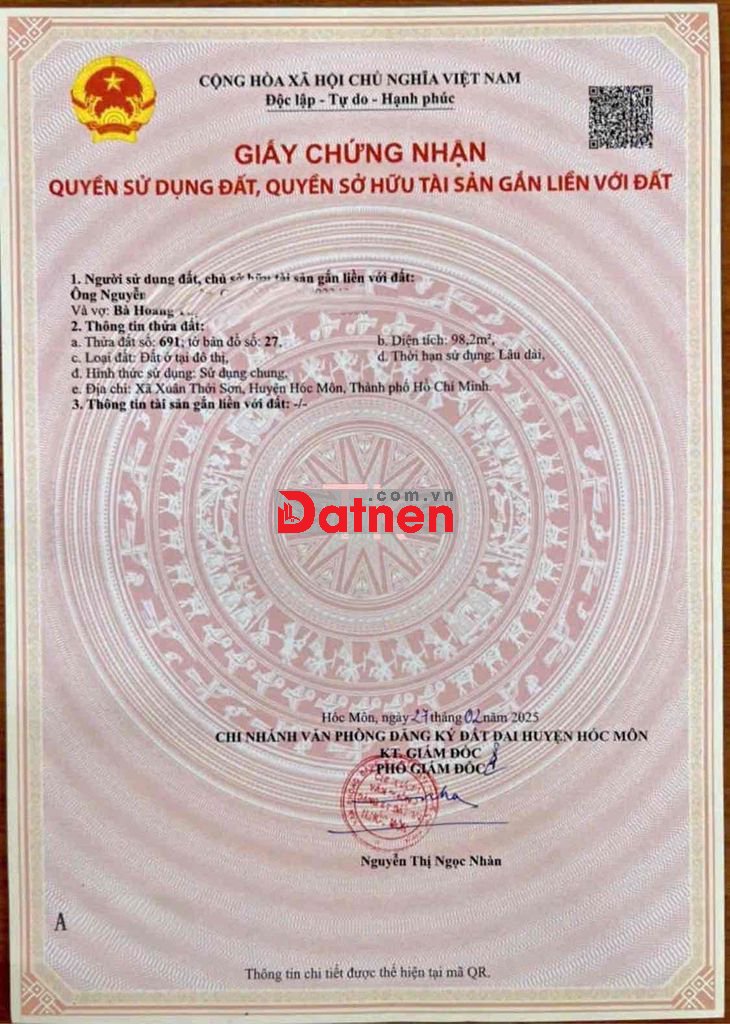 CỘNG HÒA XÃ HỘI CHỦ NGHĨA VIỆT NAM
Độc lập - Tự do - Hạnh phúc
GIẤY CHỨNG NHẬN
QUYỀN SỬ DỤNG ĐẤT, QUYỀN SỞ HỮU TÀI SẢN GẮN LIỀN VỚI ĐẤT
1. Người sử dụng đất, chủ sở hữu tài sản gắn liền với đất:
Ông Nguyễn
Và vợ: Bà Hoàng
2. Thông tin thửa đất:
a. Thửa đất số: 691; tờ bản đồ số: 27, b. Diện tích: 98,2m²,
c. Loại đất: Đất ở tại đô thị, d. Thời hạn sử dụng: Lâu dài,
đ. Hình thức sử dụng: Sử dụng chung,
e. Địa chỉ: Xã Xuân Thới Sơn, Huyện Hóc Môn, Thành phố Hồ Chí Minh.
3. Thông tin tài sản gắn liền với đất: -/-
.com.vn
Datnen
Hóc Môn, ngày 27 tháng 02 năm 2025
CHI NHÁNH VĂN PHÒNG ĐĂNG KÝ ĐẤT ĐAI HUYỆN HÓC MÔN
KT. GIÁM ĐỐC
PHÓ GIÁM ĐỐC
Nguyễn Thị Ngọc Nhàn
A
Thông tin chi tiết được thể hiện tại mã QR.